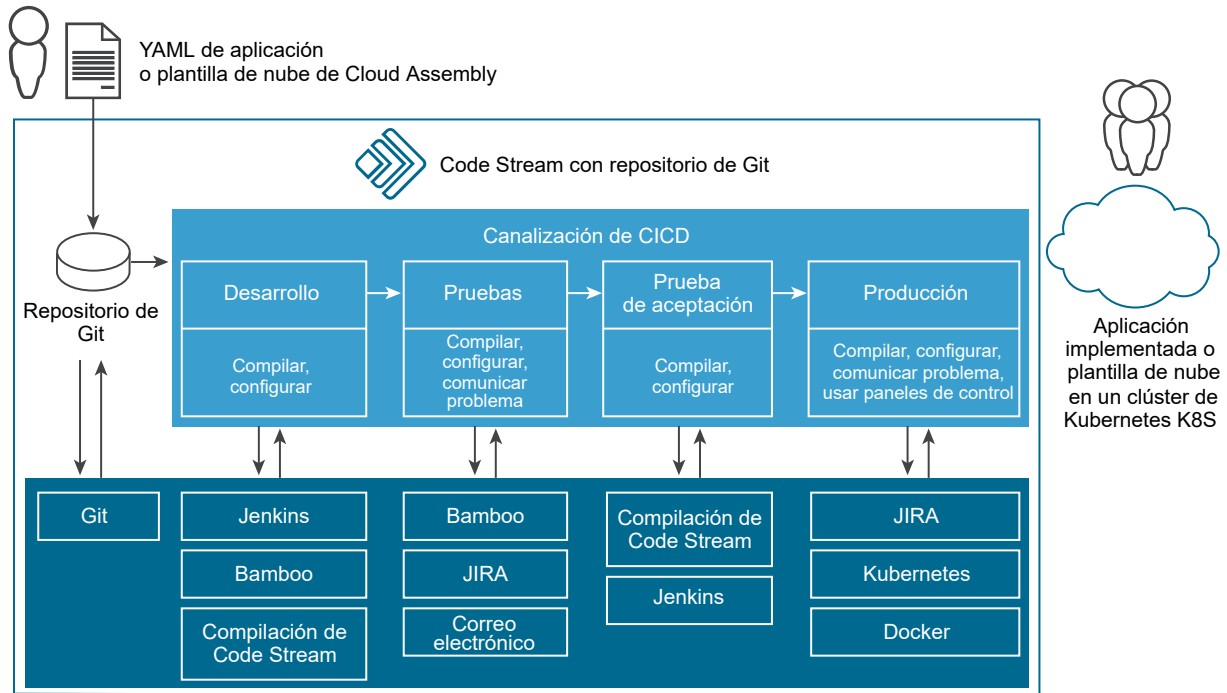 YAML de aplicación
o plantilla de nube de Cloud Assembly
Code Stream con repositorio de Git
Canalización de CICD
Repositorio de
Git
Desarrollo
Compilar,
configurar
Pruebas
Compilar,
configurar,
comunicar
problema
Prueba
de aceptación
Compilar,
configurar
Producción
Compilar, configurar,
comunicar problema,
usar paneles de control
Aplicación
implementada o
plantilla de nube
en un clúster de
Kubernetes K8S
Git
Jenkins
Bamboo
Compilación de
Code Stream
Bamboo
JIRA
Correo
electrónico
Compilación de
Code Stream
Jenkins
JIRA
Kubernetes
Docker